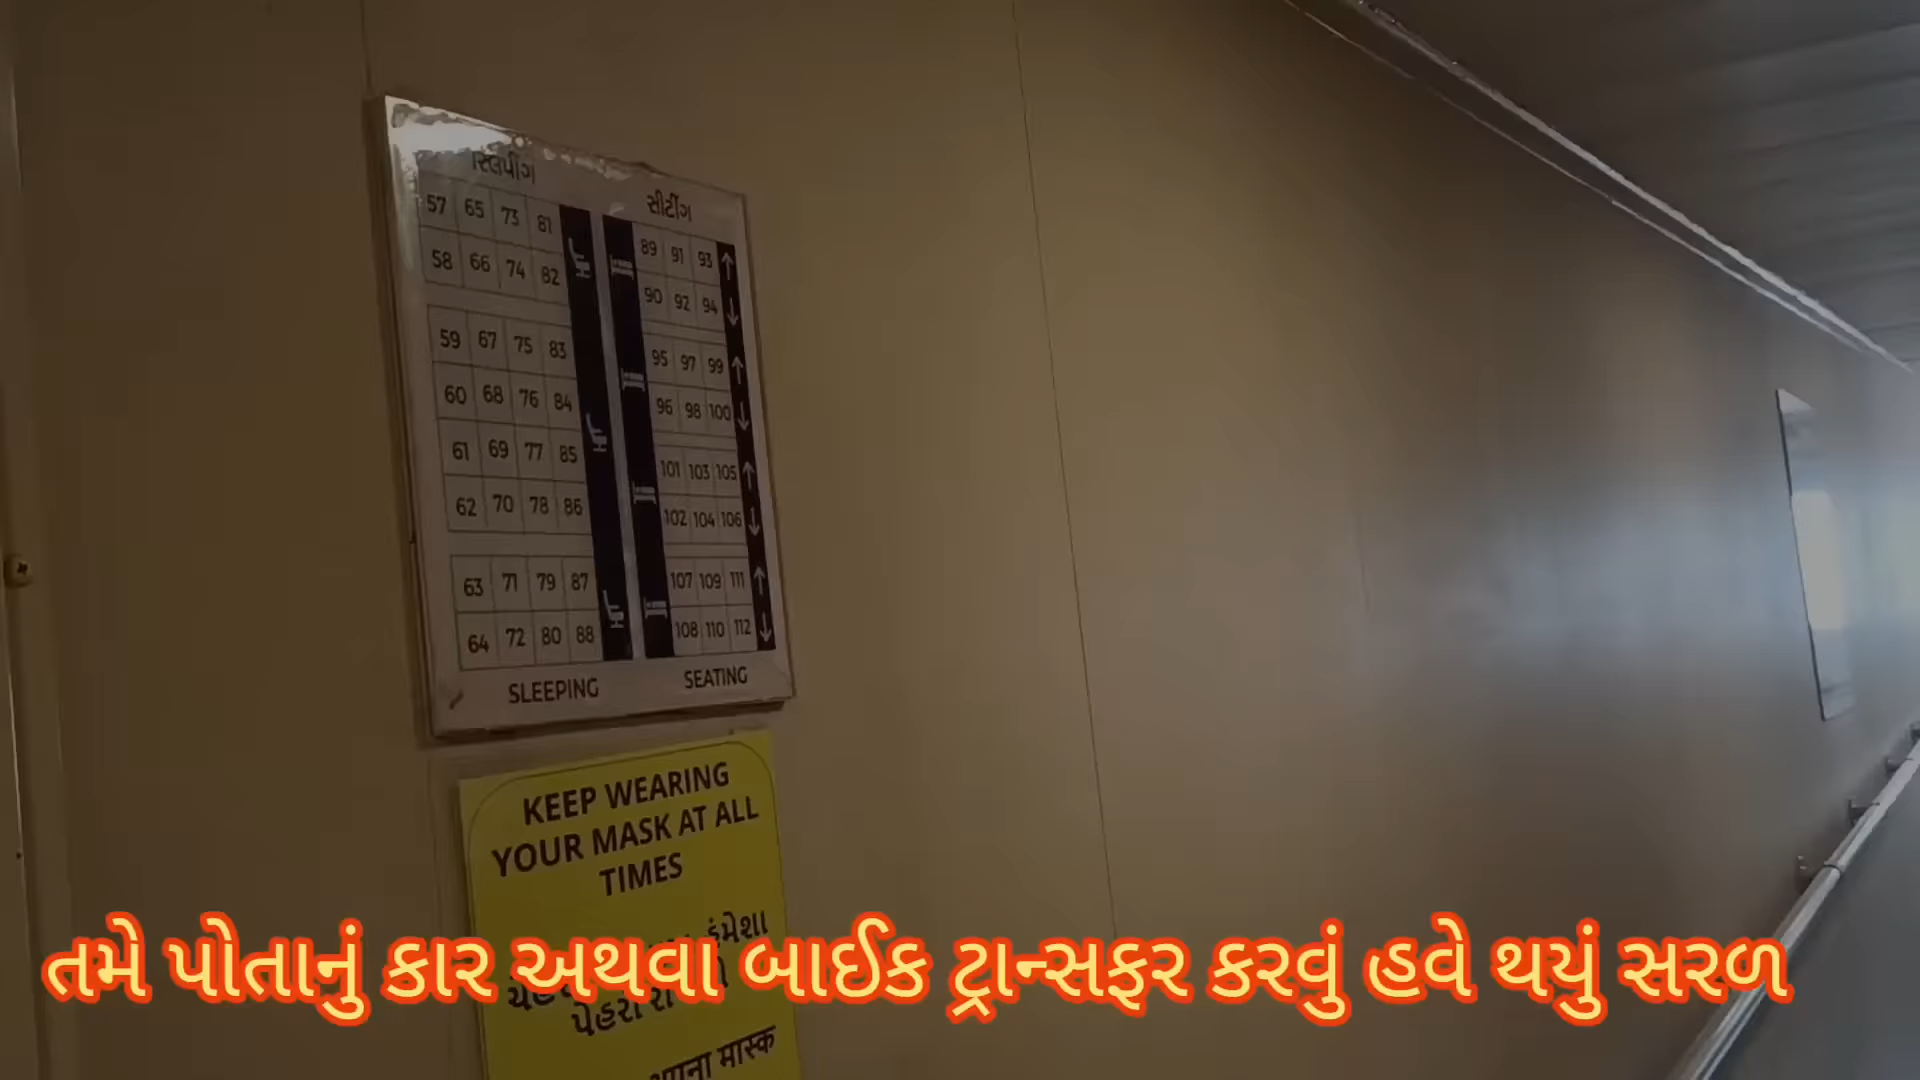 સ્લિપીંગ
સીટીંગ
57 65 73 81
58 66 74 82
59 67 75 83
60 68 76 84
61 69 77 85
62 70 78 86
63 71 79 87
64 72 80 88
89 91 93
90 92 94
95 97 99
96 98 100
101 103 105
102 104 106
107 109 111
108 110 112
SLEEPING
SEATING
KEEP WEARING
YOUR MASK AT ALL
TIMES
હંમેશા
પેહરી
अपना मास्क
તમે પોતાનું કાર અથવા બાઈક ટ્રાન્સફર કરવું હવે થયું સરળ